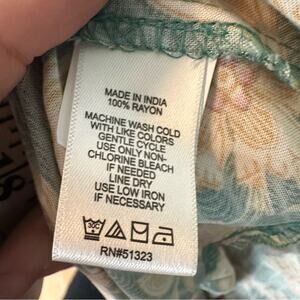 MADE IN INDIA
100% RAYON
MACHINE WASH COLD
WITH LIKE COLORS
GENTLE CYCLE
USE ONLY NON-
CHLORINE BLEACH
IF NEEDED
LINE DRY
USE LOW IRON
IF NECESSARY
RN#51323